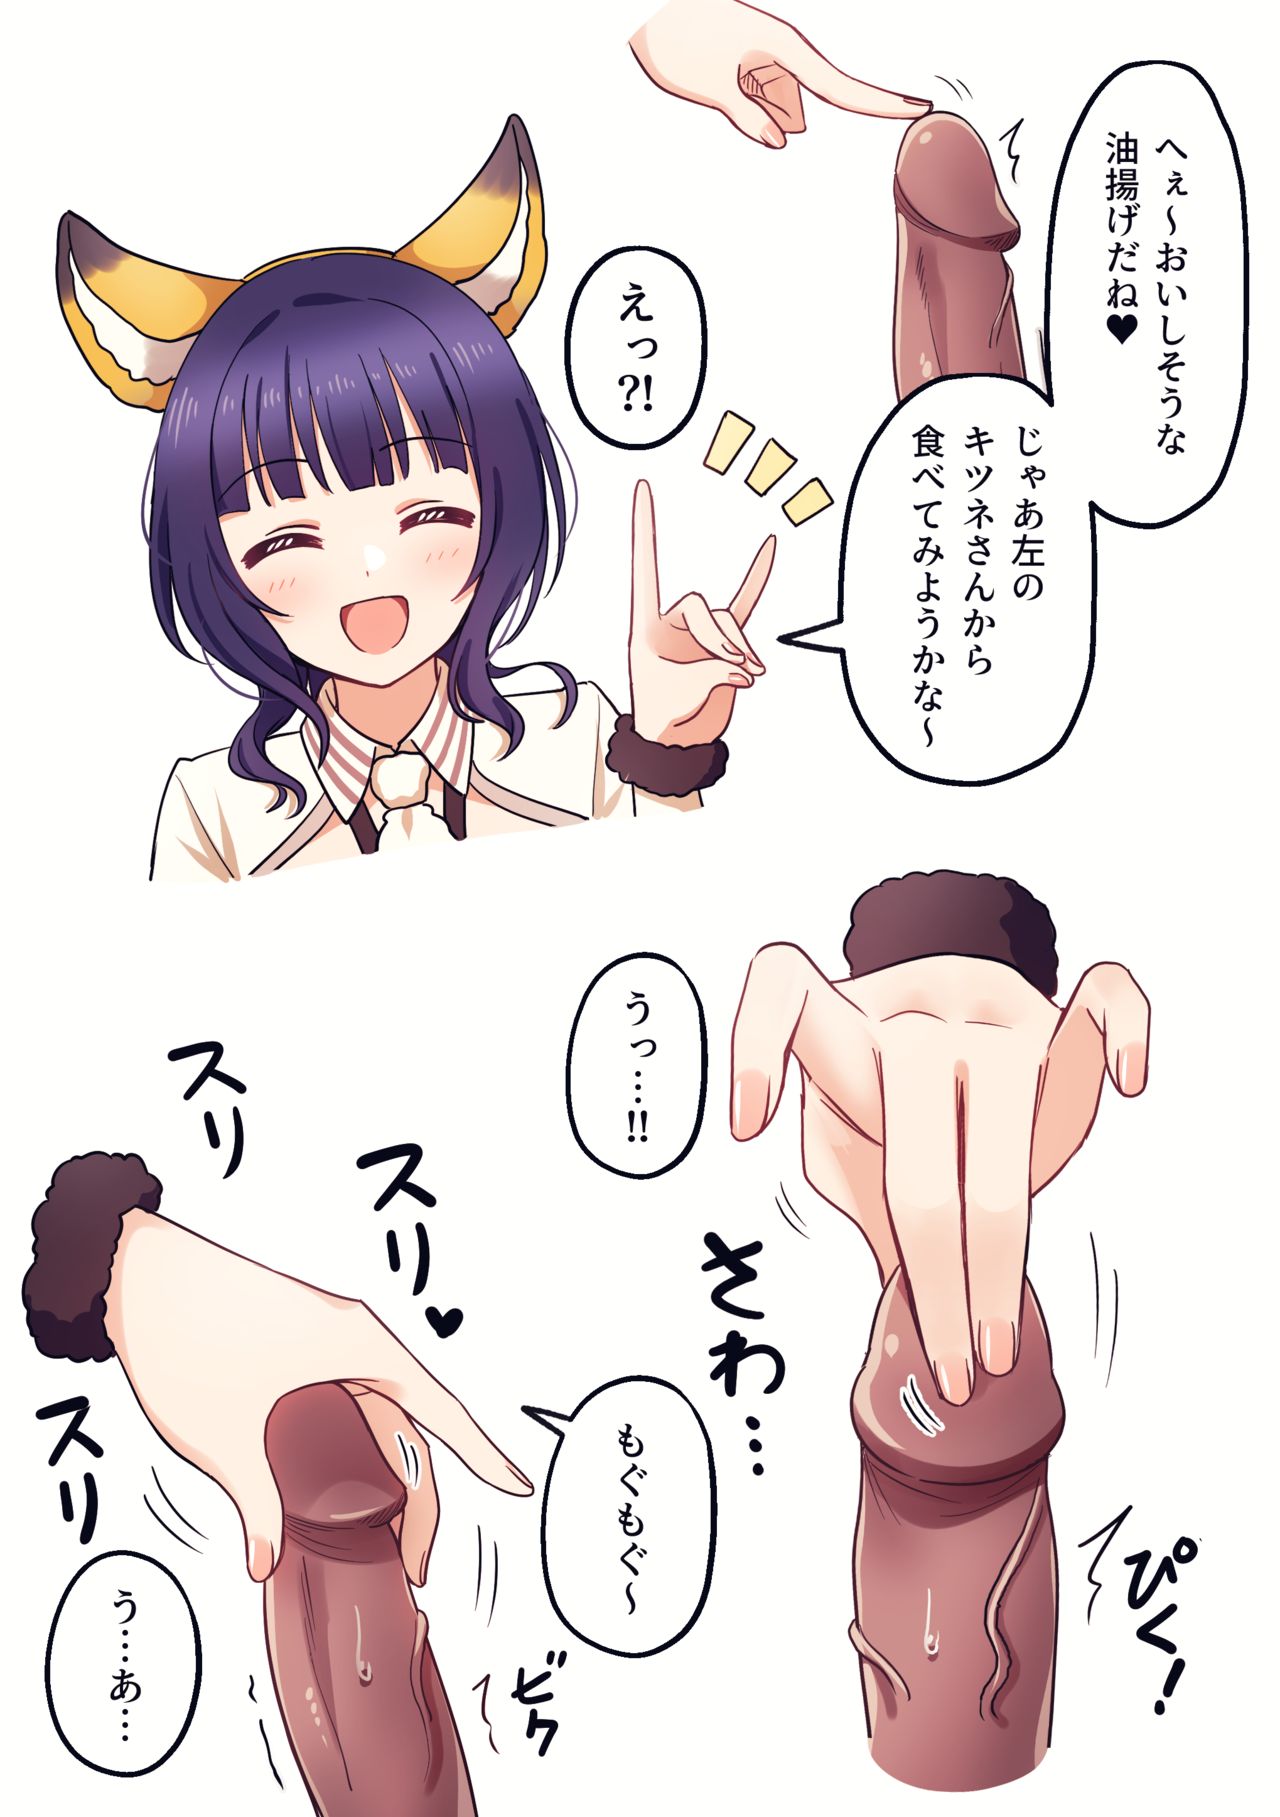 へぇ～おいしそうな
油揚げだね♥
じゃあ左の
キツネさんから
食べてみようかな～
えっ?!
うっ…!!
さわ…
ぴく！
スリ
スリ♥
スリ
もぐもぐ～
ビク
う…あ…